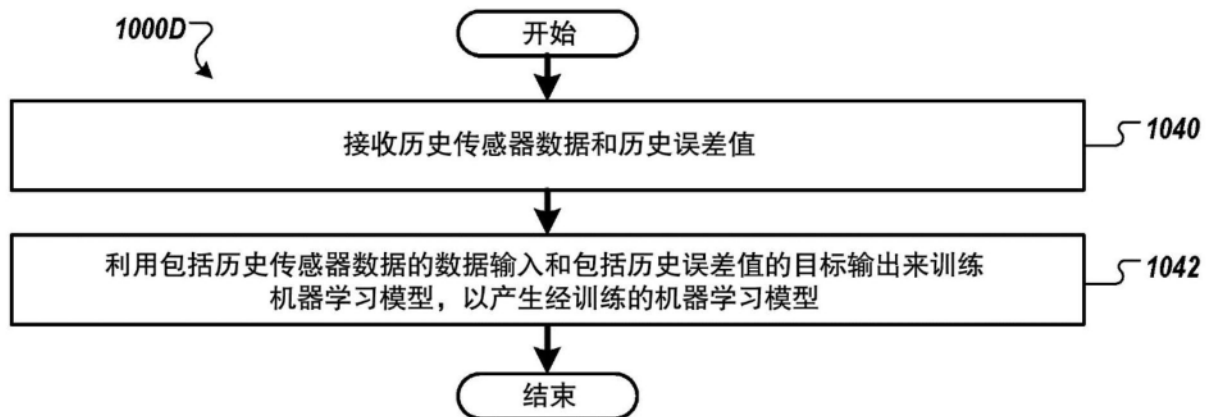 1000D
开始
接收历史传感器数据和历史误差值
1040
利用包括历史传感器数据的数据输入和包括历史误差值的目标输出来训练
机器学习模型，以产生经训练的机器学习模型
1042
结束